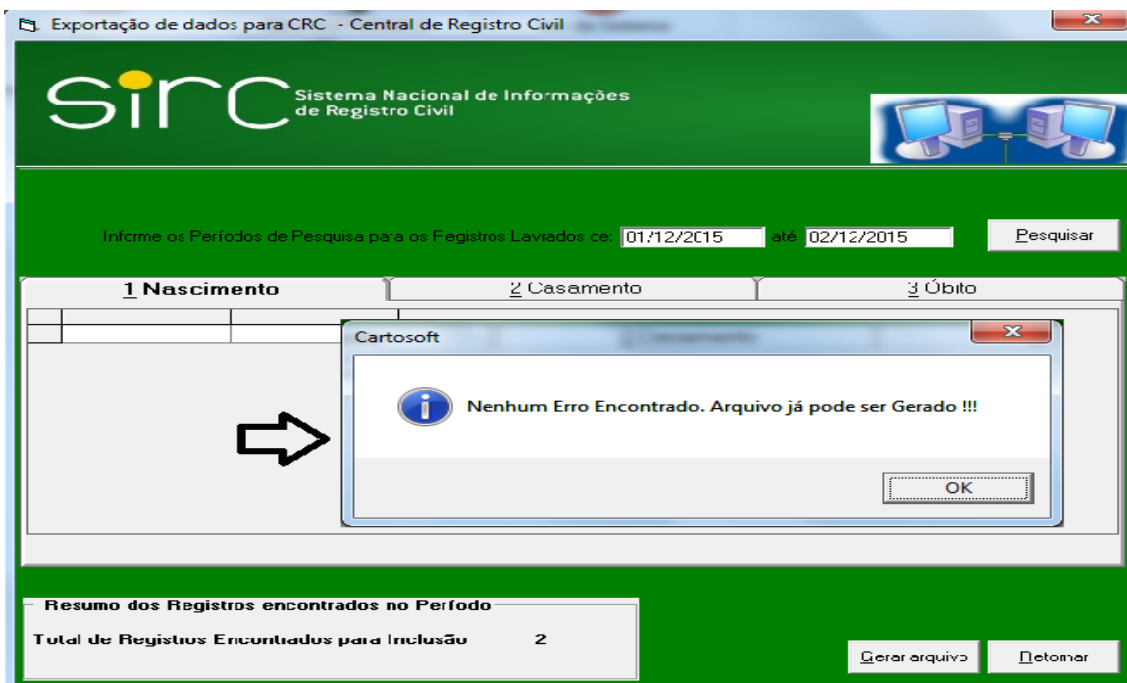 Exportação de dados para CRC - Central de Registro Civil
sirc Sistema Nacional de Informações
de Registro Civil
Informe os Períodos de Pesquisa para os Registros Lavrados de: 01/12/2015 até 02/12/2015 Pesquisar
1 Nascimento 2 Casamento 3 Óbito
Cartosoft
Nenhum Erro Encontrado. Arquivo já pode ser Gerado !!!
OK
Resumo dos Registros encontrados no Período
Total de Registros Encontrados para Inclusão 2
Gerar arquivo Retornar